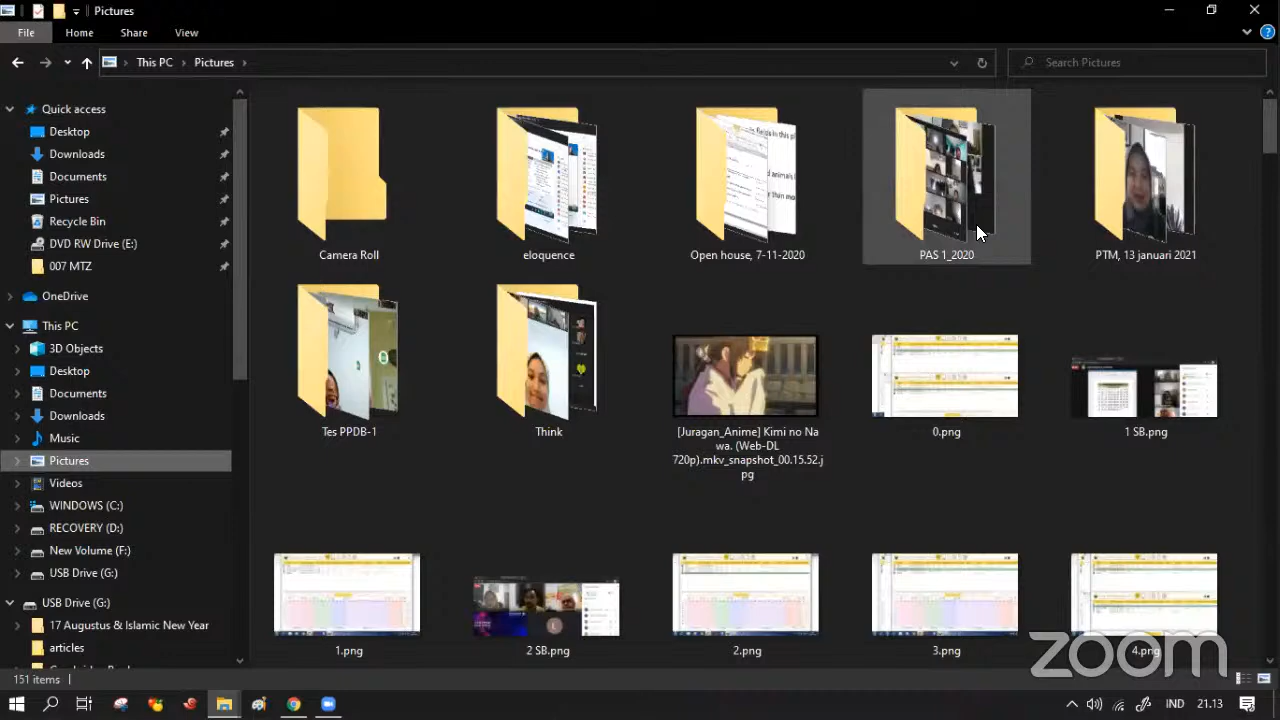 Pictures
File
Home
Share
View
This PC
Pictures
Search Pictures
Quick access
Desktop
Downloads
Documents
Pictures
Recycle Bin
DVD RW Drive (E:)
007 MTZ
OneDrive
This PC
3D Objects
Desktop
Documents
Downloads
Music
Pictures
Videos
WINDOWS (C:)
RECOVERY (D:)
New Volume (F:)
USB Drive (G:)
USB Drive (G:)
17 Augustus & Islamic New Year
articles
Camera Roll
eloquence
Open house, 7-11-2020
PAS 1_2020
PTM, 13 januari 2021
Tes PPDB-1
Think
[Juragan_Anime] Kimi no Na
wa. (Web-DL
720p).mkv_snapshot_00.15.52.j
pg
0.png
1 SB.png
1.png
2 SB.png
2.png
3.png
4.png
zoom
151 items
IND
21.13